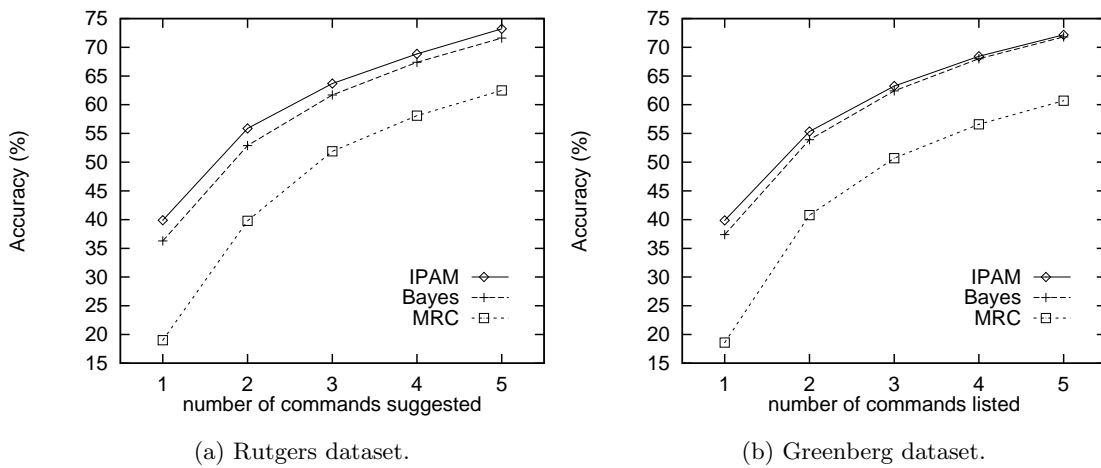 75
70
65
60
55
50
45
40
35
30
25
20
15
Accuracy (%)
IPAM
Bayes
MRC
1 2 3 4 5
number of commands suggested
(a) Rutgers dataset.
75
70
65
60
55
50
45
40
35
30
25
20
15
Accuracy (%)
IPAM
Bayes
MRC
1 2 3 4 5
number of commands listed
(b) Greenberg dataset.